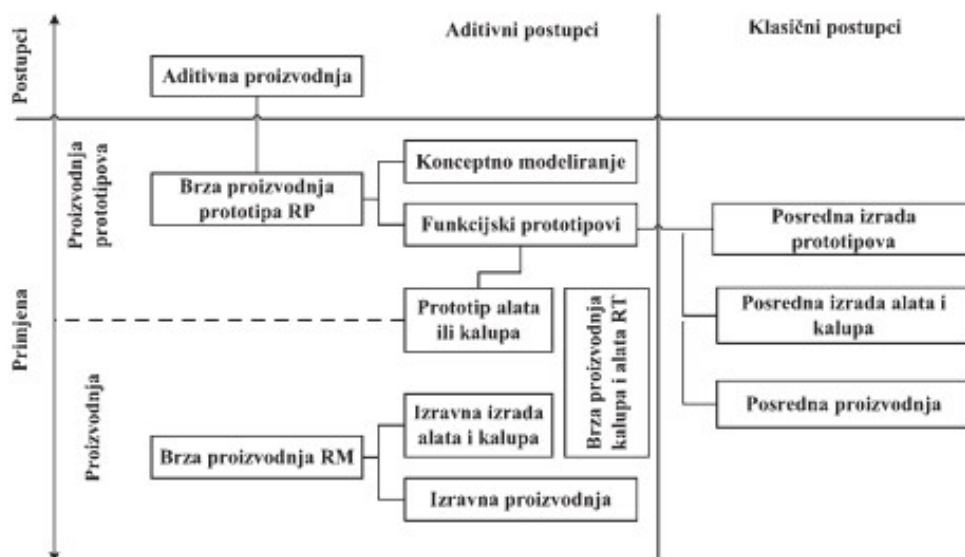 Postupci
Aditivni postupci
Klasični postupci
Aditivna proizvodnja
Primjena
Proizvodnja
prototipova
Brza proizvodnja
prototipa RP
Konceptno modeliranje
Funkcijski prototipovi
Posredna izrada
prototipova
Prototip alata
ili kalupa
Brza proizvodnja
kalupa i alata RT
Posredna izrada alata i
kalupa
Posredna proizvodnja
Proizvodnja
Brza proizvodnja RM
Izravna izrada
alata i kalupa
Izravna proizvodnja